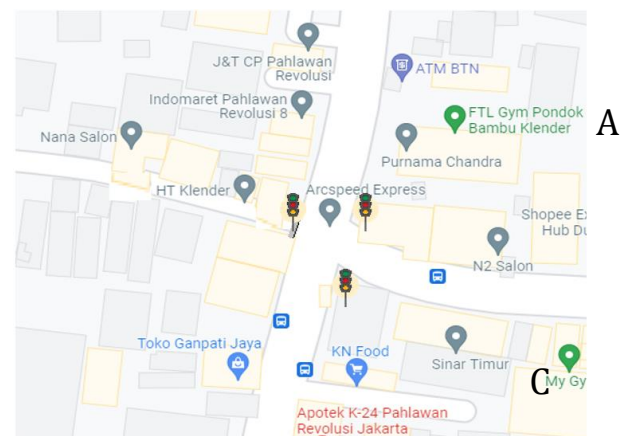 J&T CP Pahlawan
Revolusi
ATM BTN
Indomaret Pahlawan
Revolusi 8
FTL Gym Pondok
Bambu Klender
A
Nana Salon
Purnama Chandra
HT Klender
Arcspeed Express
Shopee Ex
Hub Du
N2 Salon
Toko Ganpati Jaya
KN Food
Sinar Timur
C
My Gy
Apotek K-24 Pahlawan
Revolusi Jakarta